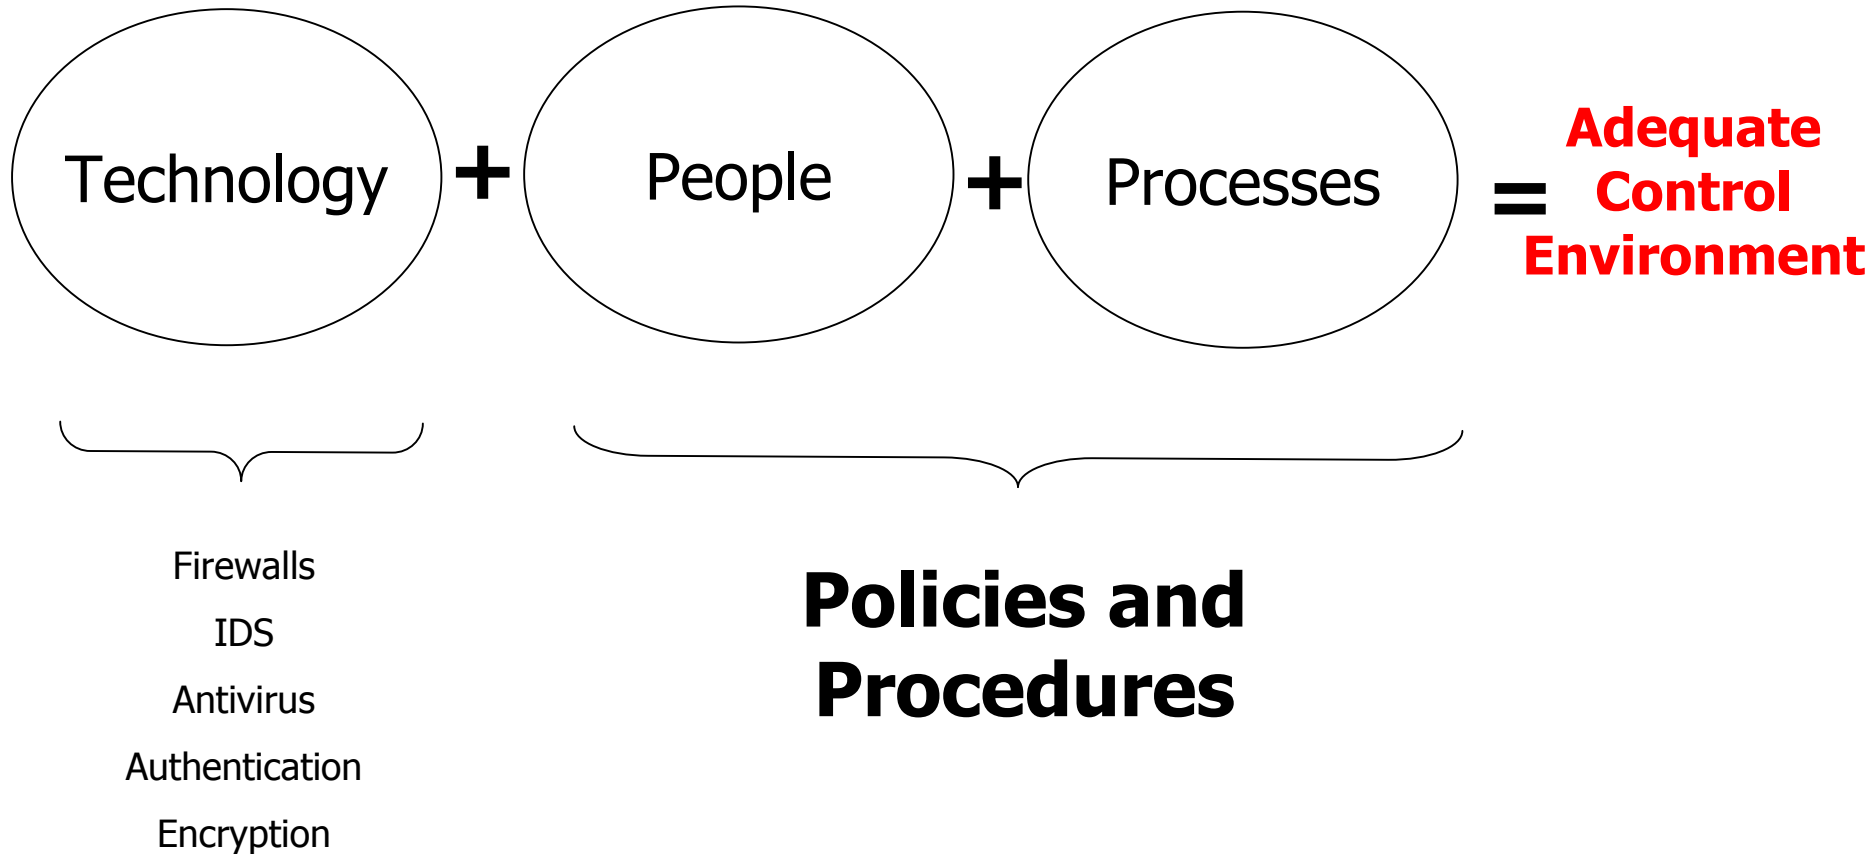 Technology + People + Processes = Adequate
Control
Environment
Firewalls
IDS
Antivirus
Authentication
Encryption
Policies and
Procedures